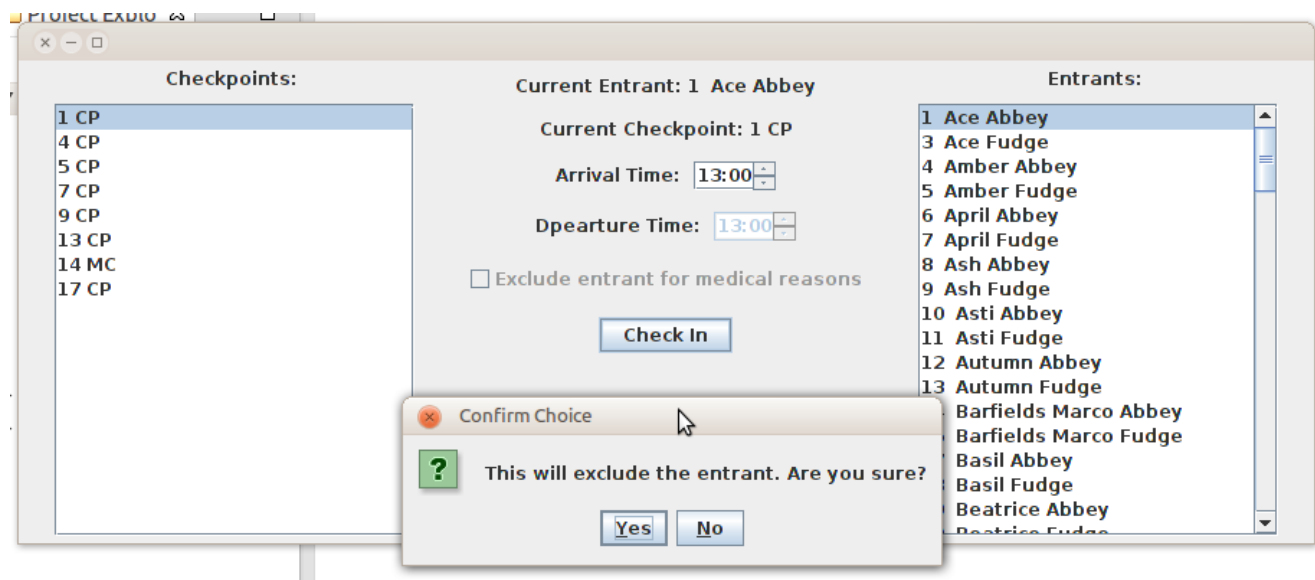 Project Explo
Checkpoints:
1 CP
4 CP
5 CP
7 CP
9 CP
13 CP
14 MC
17 CP
Current Entrant: 1 Ace Abbey
Current Checkpoint: 1 CP
Arrival Time: 13:00
Dpearture Time: 13:00
Exclude entrant for medical reasons
Check In
Entrants:
1 Ace Abbey
3 Ace Fudge
4 Amber Abbey
5 Amber Fudge
6 April Abbey
7 April Fudge
8 Ash Abbey
9 Ash Fudge
10 Asti Abbey
11 Asti Fudge
12 Autumn Abbey
13 Autumn Fudge
Barfields Marco Abbey
Barfields Marco Fudge
Basil Abbey
Basil Fudge
Beatrice Abbey
Beatrice Fudge
Confirm Choice
This will exclude the entrant. Are you sure?
Yes
No